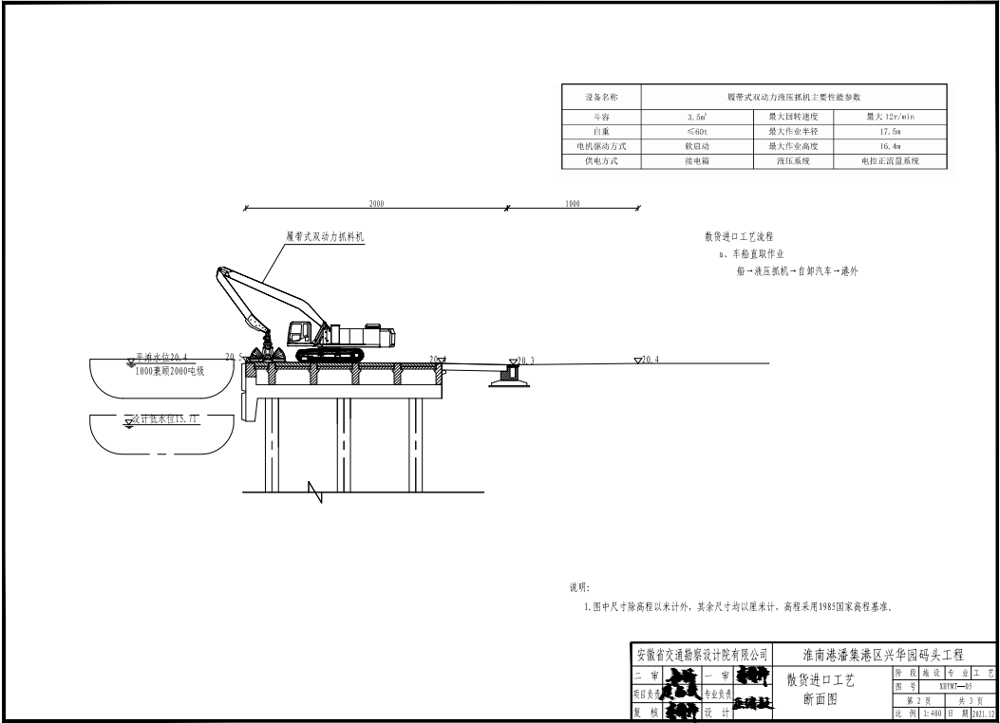 设备名称 履带式双动力液压抓机主要性能参数
斗容 3.5m³ 最大回转速度 最大12r/min
自重 ≤60t 最大作业半径 17.5m
电机驱动方式 软启动 最大作业高度 16.4m
供电方式 接电箱 液压系统 电控正流量系统
2000 1000
履带式双动力抓料机
散货进口工艺流程
a、车船直取作业
船→液压抓机→自卸汽车→港外
平滩水位20.4
20.5
20.3
20.4
1000兼顾2000吨级
设计低水位15.71
说明:
1.图中尺寸除高程以米计外，其余尺寸均以厘米计，高程采用1985国家高程基准。
安徽省交通勘察设计院有限公司 淮南港潘集港区兴华园码头工程
二 审 一 审
项目负责 专业负责
复 核 设 计
散货进口工艺
断面图
阶 段 施 设 专 业 工 艺
图 号 XHYMT—05
第 2 页 共 3 页
比 例 1:400 日 期 2021.12